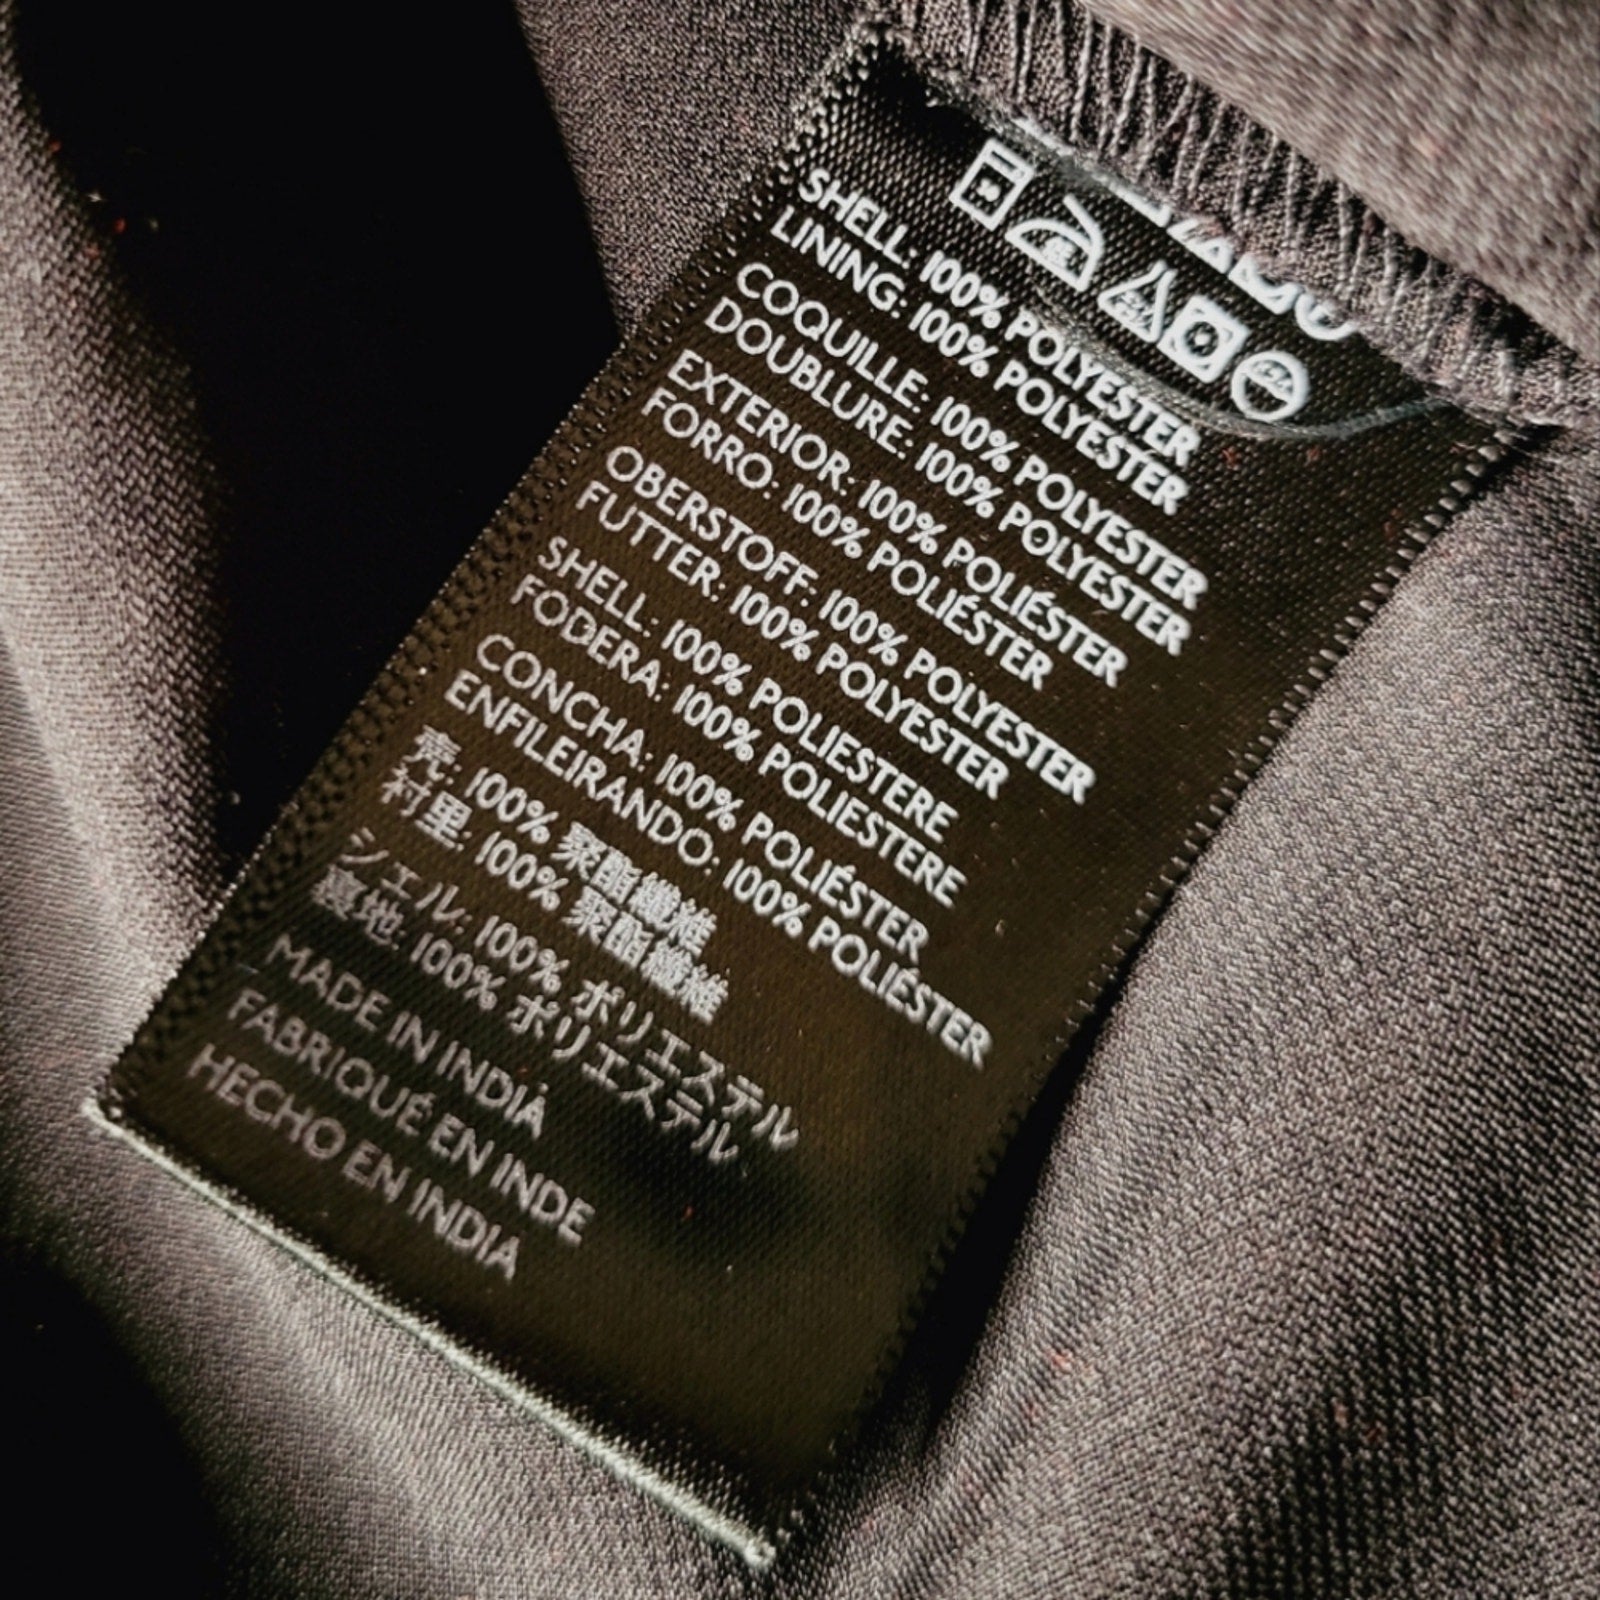 SHELL: 100% POLYESTER
LINING: 100% POLYESTER
COQUILLE: 100% POLYESTER
DOUBLURE: 100% POLYESTER
EXTERIOR: 100% POLIÉSTER
FORRO: 100% POLIÉSTER
OBERSTOFF: 100% POLYESTER
FUTTER: 100% POLYESTER
SHELL: 100% POLIESTERE
FODERA: 100% POLIESTERE
CONCHA: 100% POLIÉSTER
ENFILEIRANDO: 100% POLIÉSTER
壳: 100% 聚酯纖維
衬里: 100% 聚酯纖維
シェル: 100% ポリエステル
裏地: 100% ポリエステル
MADE IN INDIA
FABRIQUÉ EN INDE
HECHO EN INDIA